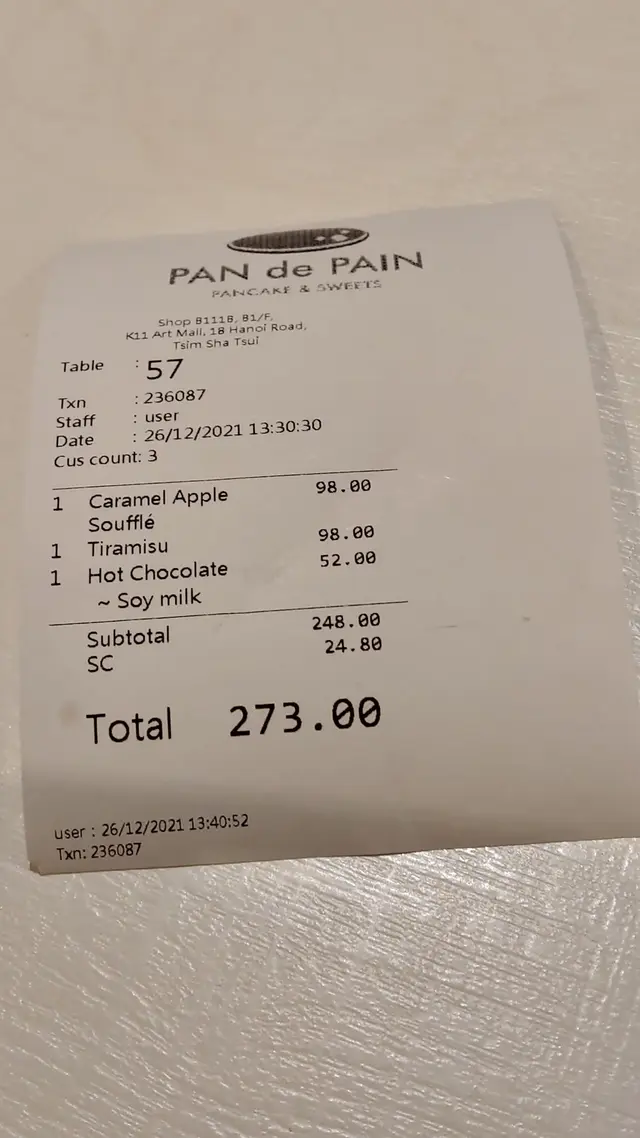 PAN de PAIN
PANCAKE & SWEETS
Shop B111B, B1/F,
K11 Art Mall, 18 Hanoi Road,
Tsim Sha Tsui
Table : 57
Txn : 236087
Staff : user
Date : 26/12/2021 13:30:30
Cus count: 3
1 Caramel Apple 98.00
Soufflé
1 Tiramisu 98.00
1 Hot Chocolate 52.00
~ Soy milk
Subtotal 248.00
SC 24.80
Total 273.00
user : 26/12/2021 13:40:52
Txn: 236087